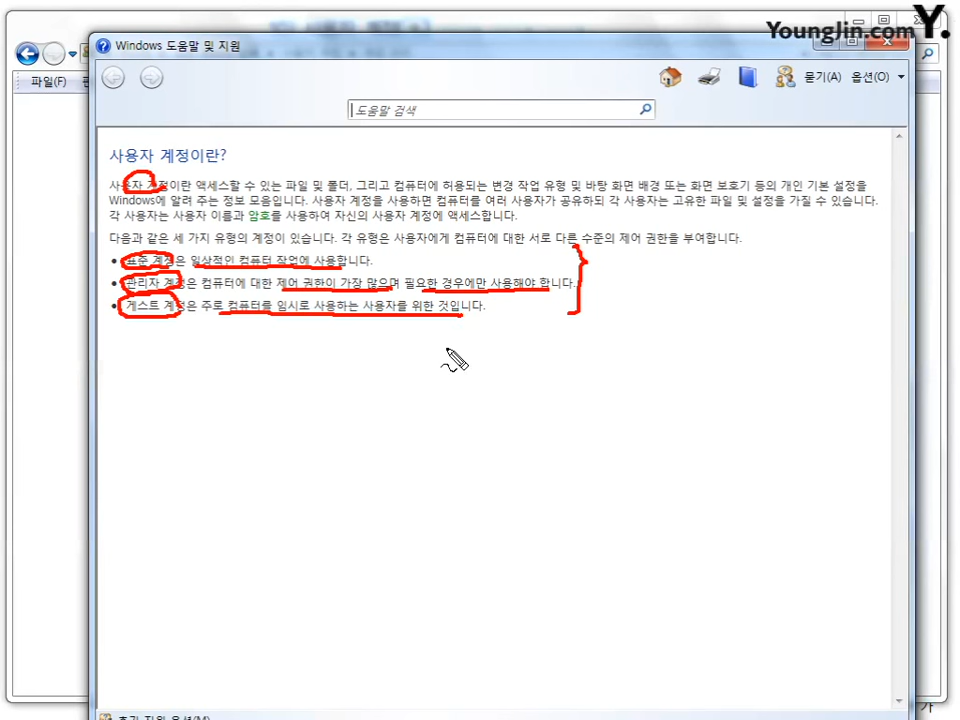 YoungJin.com Y.
Windows 도움말 및 지원
파일(F)
묻기(A) 옵션(O)
도움말 검색
사용자 계정이란?
사용자 계정이란 액세스할 수 있는 파일 및 폴더, 그리고 컴퓨터에 허용되는 변경 작업 유형 및 바탕 화면 배경 또는 화면 보호기 등의 개인 기본 설정을
Windows에 알려 주는 정보 모음입니다. 사용자 계정을 사용하면 컴퓨터를 여러 사용자가 공유하되 각 사용자는 고유한 파일 및 설정을 가질 수 있습니다.
각 사용자는 사용자 이름과 암호를 사용하여 자신의 사용자 계정에 액세스합니다.
다음과 같은 세 가지 유형의 계정이 있습니다. 각 유형은 사용자에게 컴퓨터에 대한 서로 다른 수준의 제어 권한을 부여합니다.
• 표준 계정은 일상적인 컴퓨터 작업에 사용합니다.
• 관리자 계정은 컴퓨터에 대한 제어 권한이 가장 많으며 필요한 경우에만 사용해야 합니다.
• 게스트 계정은 주로 컴퓨터를 임시로 사용하는 사용자를 위한 것입니다.